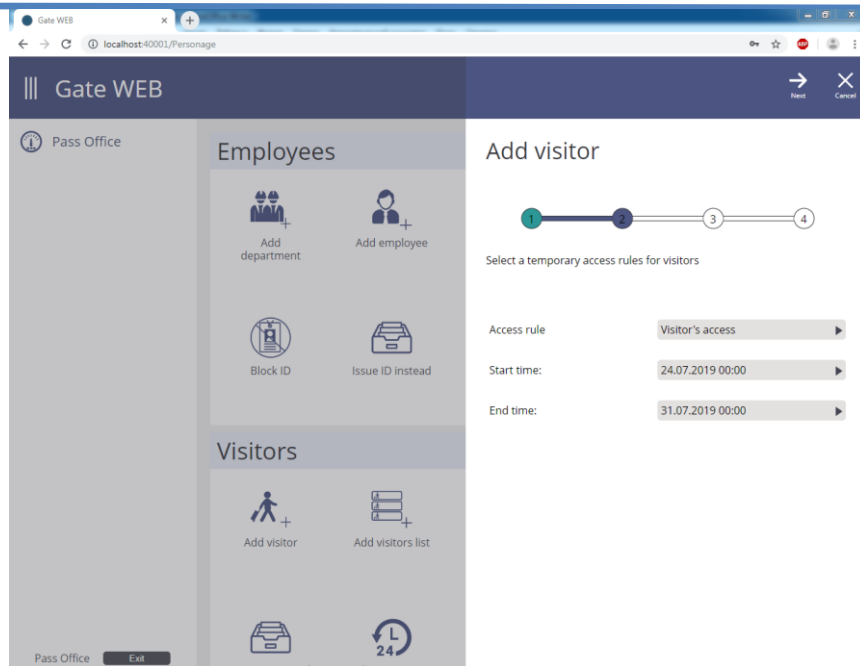 Gate WEB
localhost:40001/Personage
ABP
Gate WEB
Next
Cancel
Pass Office
Employees
Add department
Add employee
Block ID
Issue ID instead
Visitors
Add visitor
Add visitors list
24
Pass Office
Exit
Add visitor
1 2 3 4
Select a temporary access rules for visitors
Access rule Visitor's access
Start time: 24.07.2019 00:00
End time: 31.07.2019 00:00